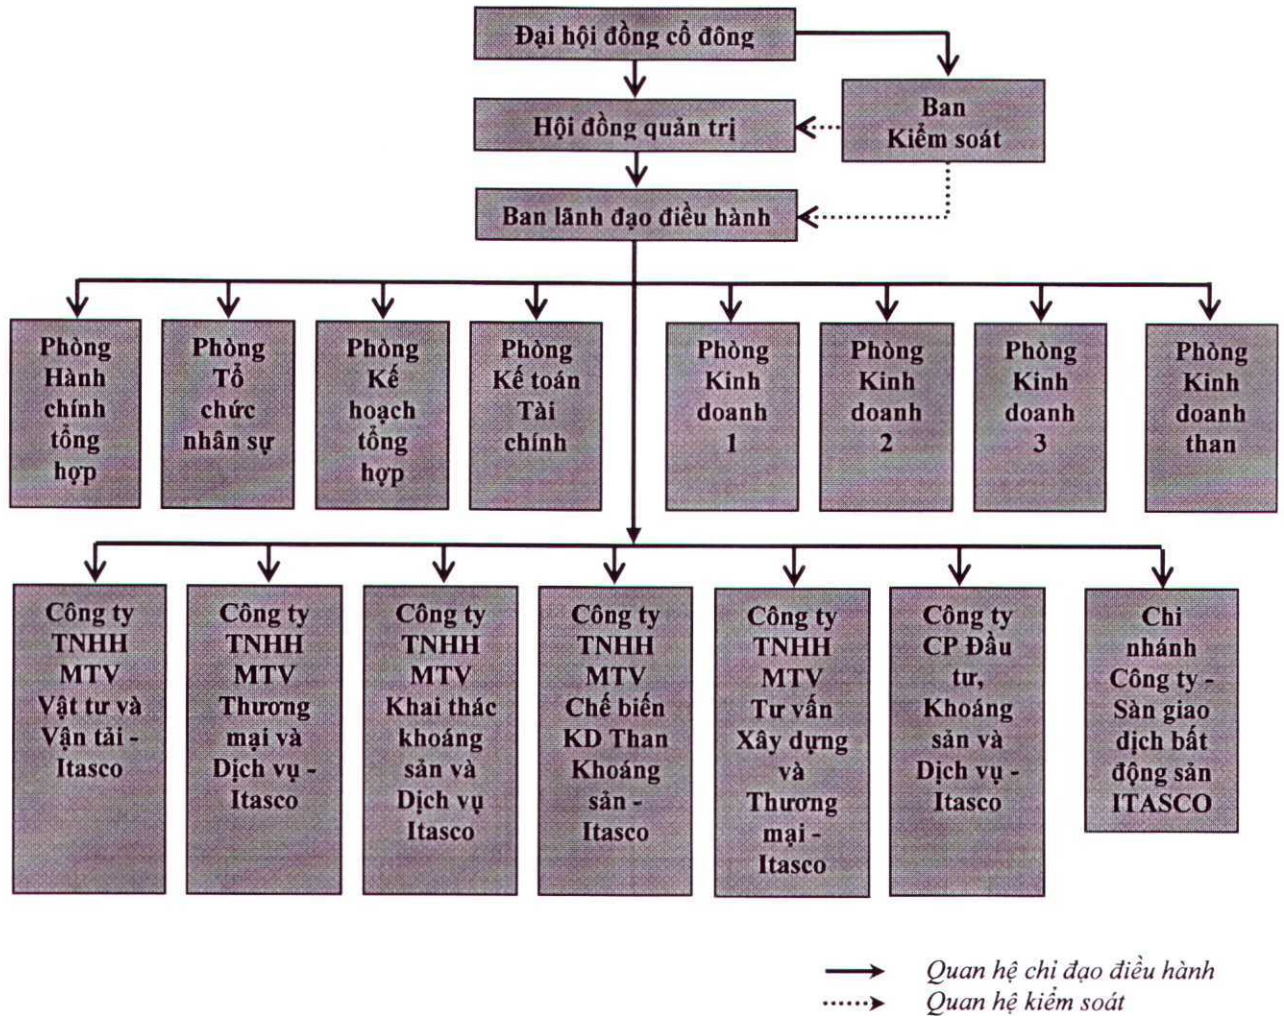 Đại hội đồng cổ đông
Ban
Kiểm soát
Hội đồng quản trị
Ban lãnh đạo điều hành
Phòng
Hành
chính
tổng
hợp
Phòng
Tổ
chức
nhân sự
Phòng
Kế
hoạch
tổng
hợp
Phòng
Kế toán
Tài
chính
Phòng
Kinh
doanh
1
Phòng
Kinh
doanh
2
Phòng
Kinh
doanh
3
Phòng
Kinh
doanh
than
Công ty
TNHH
MTV
Vật tư và
Vận tải -
Itasco
Công ty
TNHH
MTV
Thương
mại và
Dịch vụ -
Itasco
Công ty
TNHH
MTV
Khai thác
khoáng
sản và
Dịch vụ
Itasco
Công ty
TNHH
MTV
Chế biến
KD Than
Khoáng
sản -
Itasco
Công ty
TNHH
MTV
Tư vấn
Xây dựng
và
Thương
mại -
Itasco
Công ty
CP Đầu
tư,
Khoáng
sản và
Dịch vụ -
Itasco
Chi
nhánh
Công ty -
Sàn giao
dịch bất
động sản
ITASCO
Quan hệ chỉ đạo điều hành
Quan hệ kiểm soát